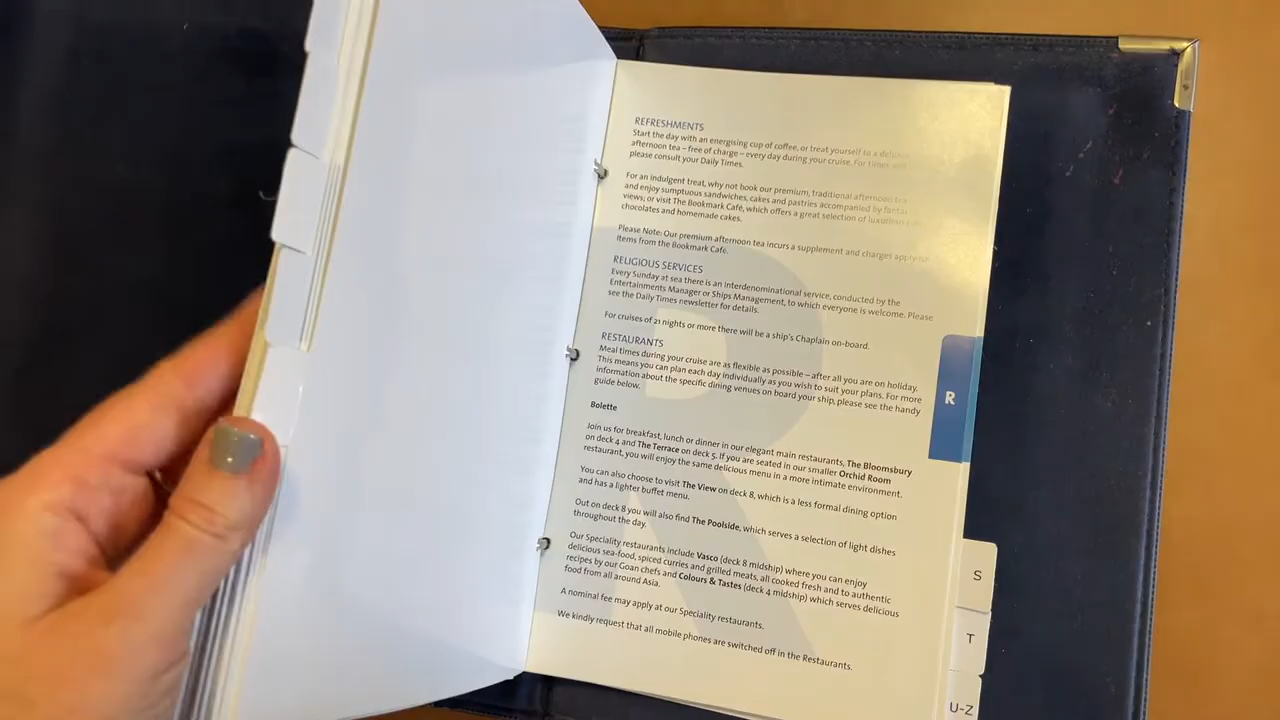 REFRESHMENTS
Start the day with an energising cup of coffee, or treat yourself to a delicious
afternoon tea – free of charge – every day during your cruise. For times and
please consult your Daily Times.
For an indulgent treat, why not book our premium, traditional afternoon tea
and enjoy sumptuous sandwiches, cakes and pastries accompanied by
views; or visit The Bookmark Café, which offers a great selection of luxurious
chocolates and homemade cakes.
Please Note: Our premium afternoon tea incurs a supplement and charges apply
items from the Bookmark Café.
RELIGIOUS SERVICES
Every Sunday at sea there is an interdenominational service, conducted by the
Entertainments Manager or Ships Management, to which everyone is welcome. Please
see the Daily Times newsletter for details.
For cruises of 21 nights or more there will be a ship's Chaplain on-board.
RESTAURANTS
Meal times during your cruise are as flexible as possible – after all you are on holiday.
This means you can plan each day individually as you wish to suit your plans. For more
information about the specific dining venues on board your ship, please see the handy
guide below.
Bolette
Join us for breakfast, lunch or dinner in our elegant main restaurants, The Bloomsbury
on deck 4 and The Terrace on deck 5. If you are seated in our smaller Orchid Room
restaurant, you will enjoy the same delicious menu in a more intimate environment.
You can also choose to visit The View on deck 8, which is a less formal dining option
and has a lighter buffet menu.
Out on deck 8 you will also find The Poolside, which serves a selection of light dishes
throughout the day.
Our Speciality restaurants include Vasco (deck 8 midship) where you can enjoy
delicious sea-food, spiced curries and grilled meats, all cooked fresh and to authentic
recipes by our Goan chefs and Colours & Tastes (deck 4 midship) which serves delicious
food from all around Asia.
A nominal fee may apply at our Speciality restaurants.
We kindly request that all mobile phones are switched off in the Restaurants.
R
S
T
U-Z